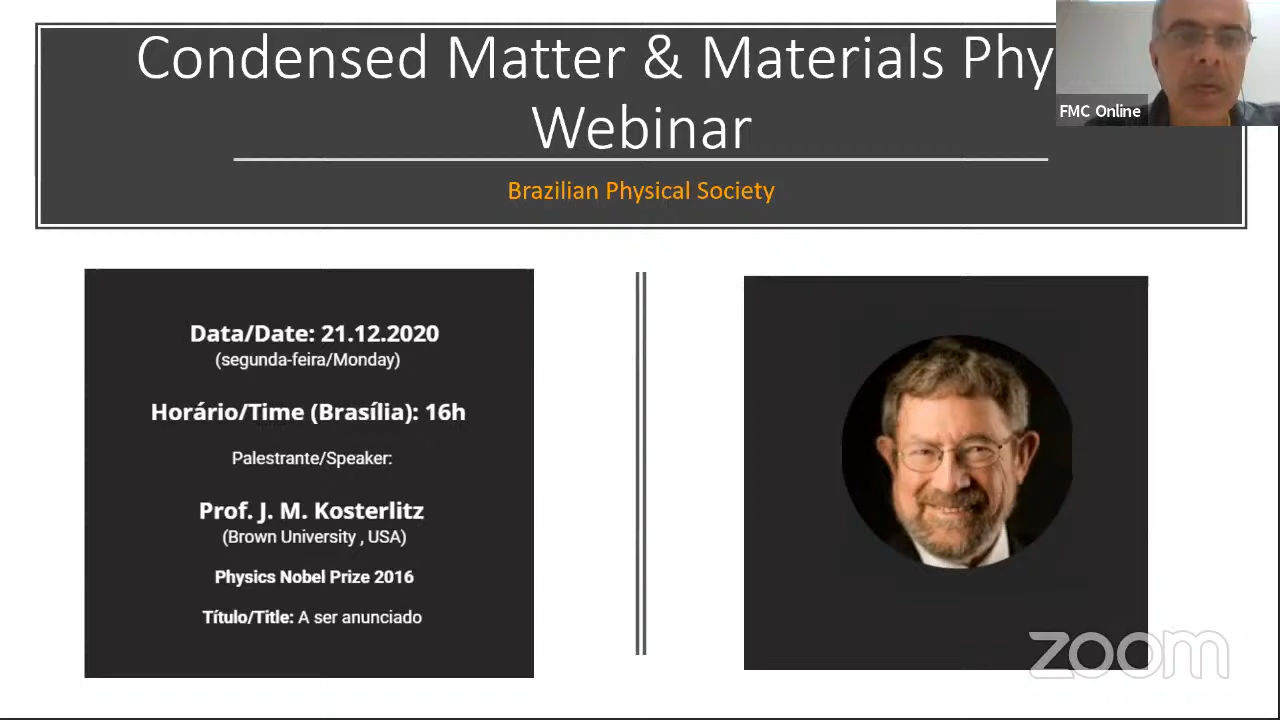 Condensed Matter & Materials Phy
Webinar
Brazilian Physical Society
FMC Online
Data/Date: 21.12.2020
(segunda-feira/Monday)
Horário/Time (Brasília): 16h
Palestrante/Speaker:
Prof. J. M. Kosterlitz
(Brown University , USA)
Physics Nobel Prize 2016
Título/Title: A ser anunciado
zoom